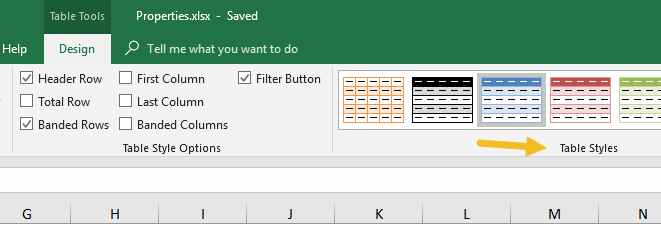 Table Tools Properties.xlsx - Saved
Help Design Tell me what you want to do
Header Row First Column Filter Button
Total Row Last Column
Banded Rows Banded Columns
Table Style Options Table Styles
G H I J K L M N